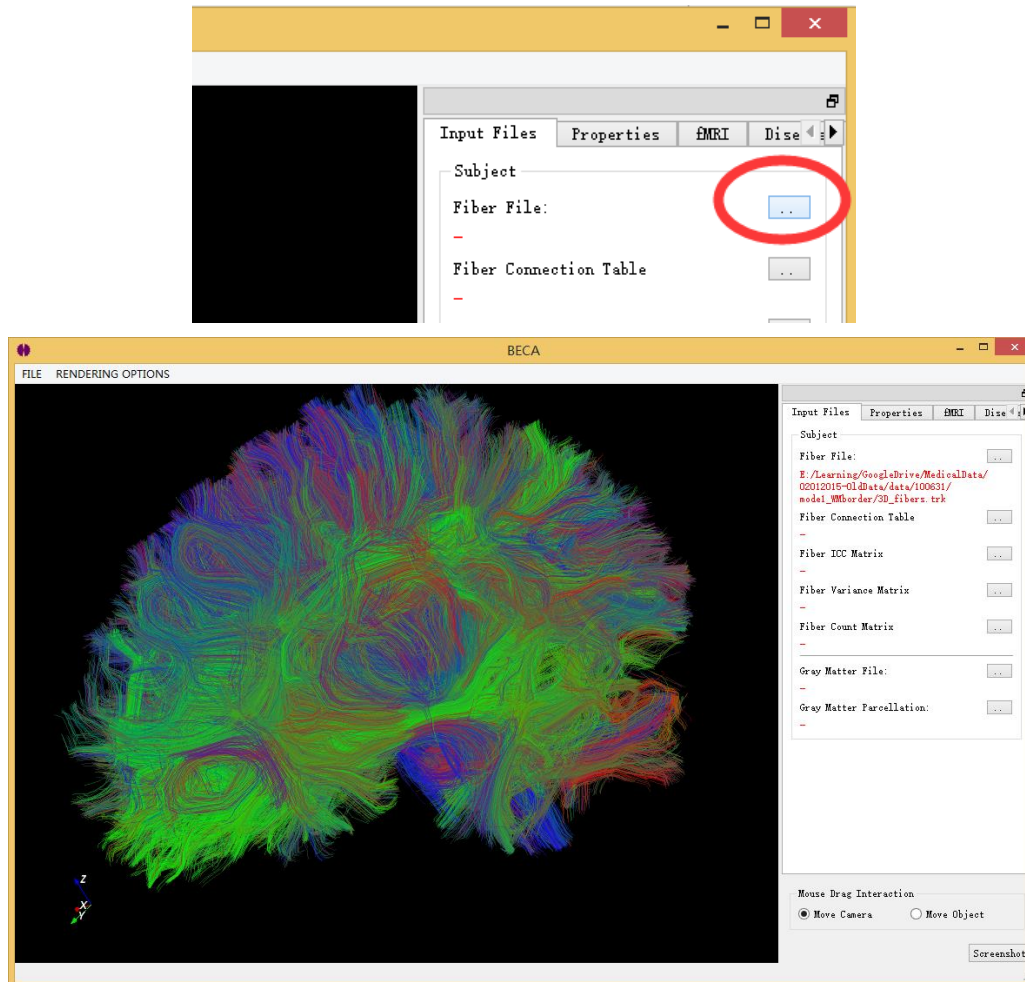 Input Files
Properties
fMRI
Dise
Subject
Fiber File:
..
-
Fiber Connection Table
..
-
BECA
FILE
RENDERING OPTIONS
Input Files
Properties
fMRI
Dise
Subject
Fiber File:
..
E:/Learning/GoogleDrive/MedicalData/
02012015-OldData/data/100631/
mode1_WMborder/3D_fibers.trk
Fiber Connection Table
..
-
Fiber ICC Matrix
..
-
Fiber Variance Matrix
..
-
Fiber Count Matrix
..
-
Gray Matter File:
..
-
Gray Matter Parcellation:
..
-
Z
X
Y
Mouse Drag Interaction
Move Camera
Move Object
Screenshot